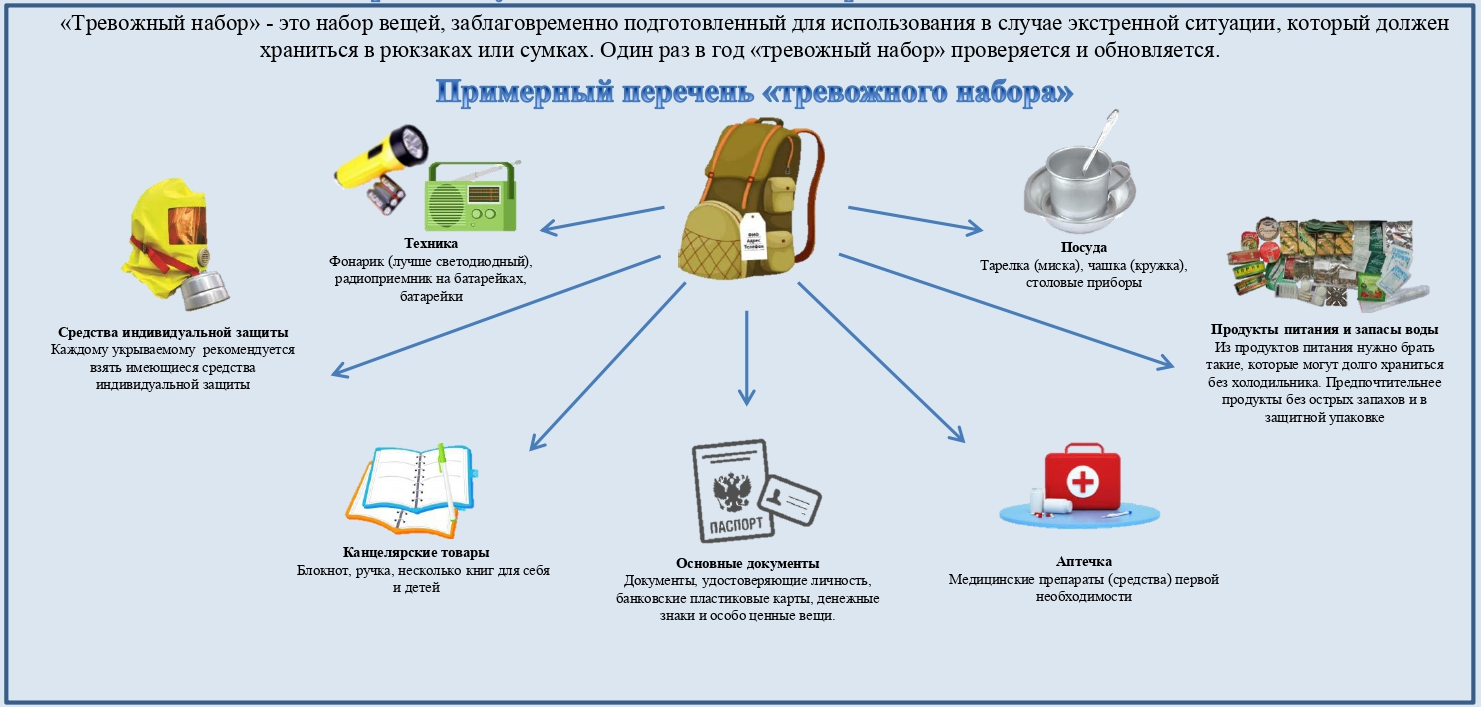 «Тревожный набор» - это набор вещей, заблаговременно подготовленный для использования в случае экстренной ситуации, который должен
храниться в рюкзаках или сумках. Один раз в год «тревожный набор» проверяется и обновляется.
Примерный перечень «тревожного набора»
ФИО
Адрес
Телефон
Техника
Фонарик (лучше светодиодный),
радиоприемник на батарейках,
батарейки
Посуда
Тарелка (миска), чашка (кружка),
столовые приборы
Средства индивидуальной защиты
Каждому укрываемому рекомендуется
взять имеющиеся средства
индивидуальной защиты
Продукты питания и запасы воды
Из продуктов питания нужно брать
такие, которые могут долго храниться
без холодильника. Предпочтительнее
продукты без острых запахов и в
защитной упаковке
Канцелярские товары
Блокнот, ручка, несколько книг для себя
и детей
ПАСПОРТ
Основные документы
Документы, удостоверяющие личность,
банковские пластиковые карты, денежные
знаки и особо ценные вещи.
Аптечка
Медицинские препараты (средства) первой
необходимости